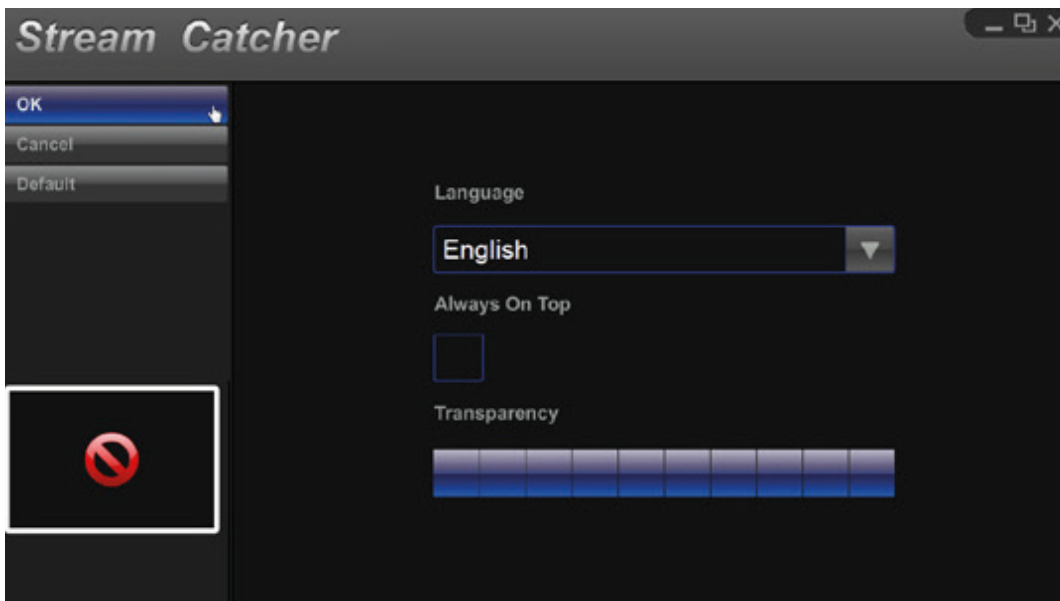 Stream Catcher
OK
Cancel
Default
Language
English
Always On Top
Transparency